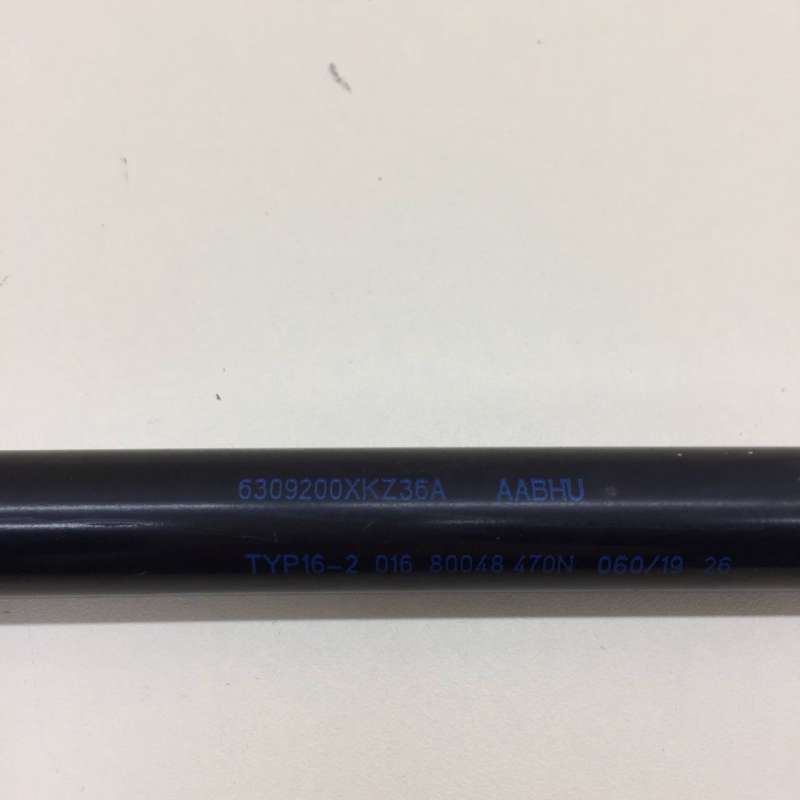 6309200XKZ36A AABHU
TYP16-2 016 80048 470N 060/19 26